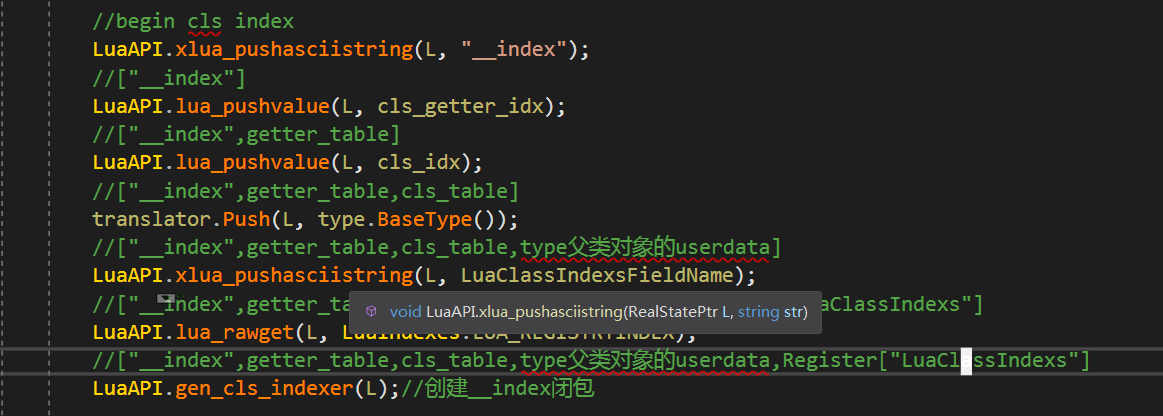 //begin cls index
LuaAPI.xlua_pushasciistring(L, "__index");
//["__index"]
LuaAPI.lua_pushvalue(L, cls_getter_idx);
//["__index",getter_table]
LuaAPI.lua_pushvalue(L, cls_idx);
//["__index",getter_table,cls_table]
translator.Push(L, type.BaseType());
//["__index",getter_table,cls_table,type父类对象的userdata]
LuaAPI.xlua_pushasciistring(L, LuaClassIndexsFieldName);
//["__index",getter_ta aClassIndexs"]
void LuaAPI.xlua_pushasciistring(RealStatePtr L, string str)
LuaAPI.lua_rawget(L, LuaIndexes.LUA_REGISTRYINDEX);
//["__index",getter_table,cls_table,type父类对象的userdata,Register["LuaClassIndexs"]
LuaAPI.gen_cls_indexer(L);//创建__index闭包